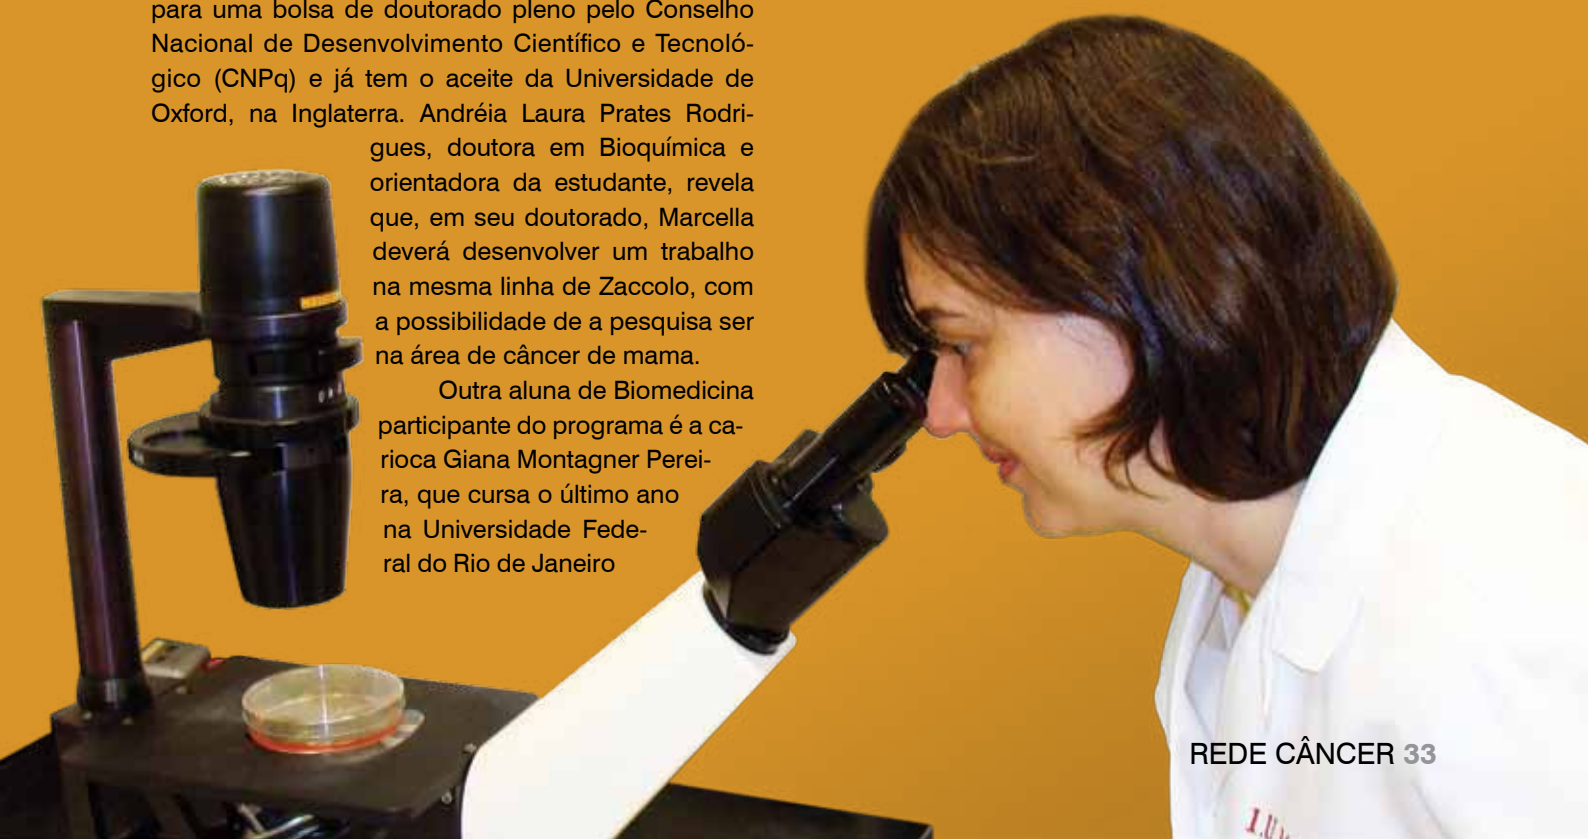 para uma bolsa de doutorado pleno pelo Conselho
Nacional de Desenvolvimento Científico e Tecnoló-
gico (CNPq) e já tem o aceite da Universidade de
Oxford, na Inglaterra. Andréia Laura Prates Rodri-
gues, doutora em Bioquímica e
orientadora da estudante, revela
que, em seu doutorado, Marcella
deverá desenvolver um trabalho
na mesma linha de Zaccolo, com
a possibilidade de a pesquisa ser
na área de câncer de mama.
Outra aluna de Biomedicina
participante do programa é a ca-
rioca Giana Montagner Perei-
ra, que cursa o último ano
na Universidade Fede-
ral do Rio de Janeiro
REDE CÂNCER 33